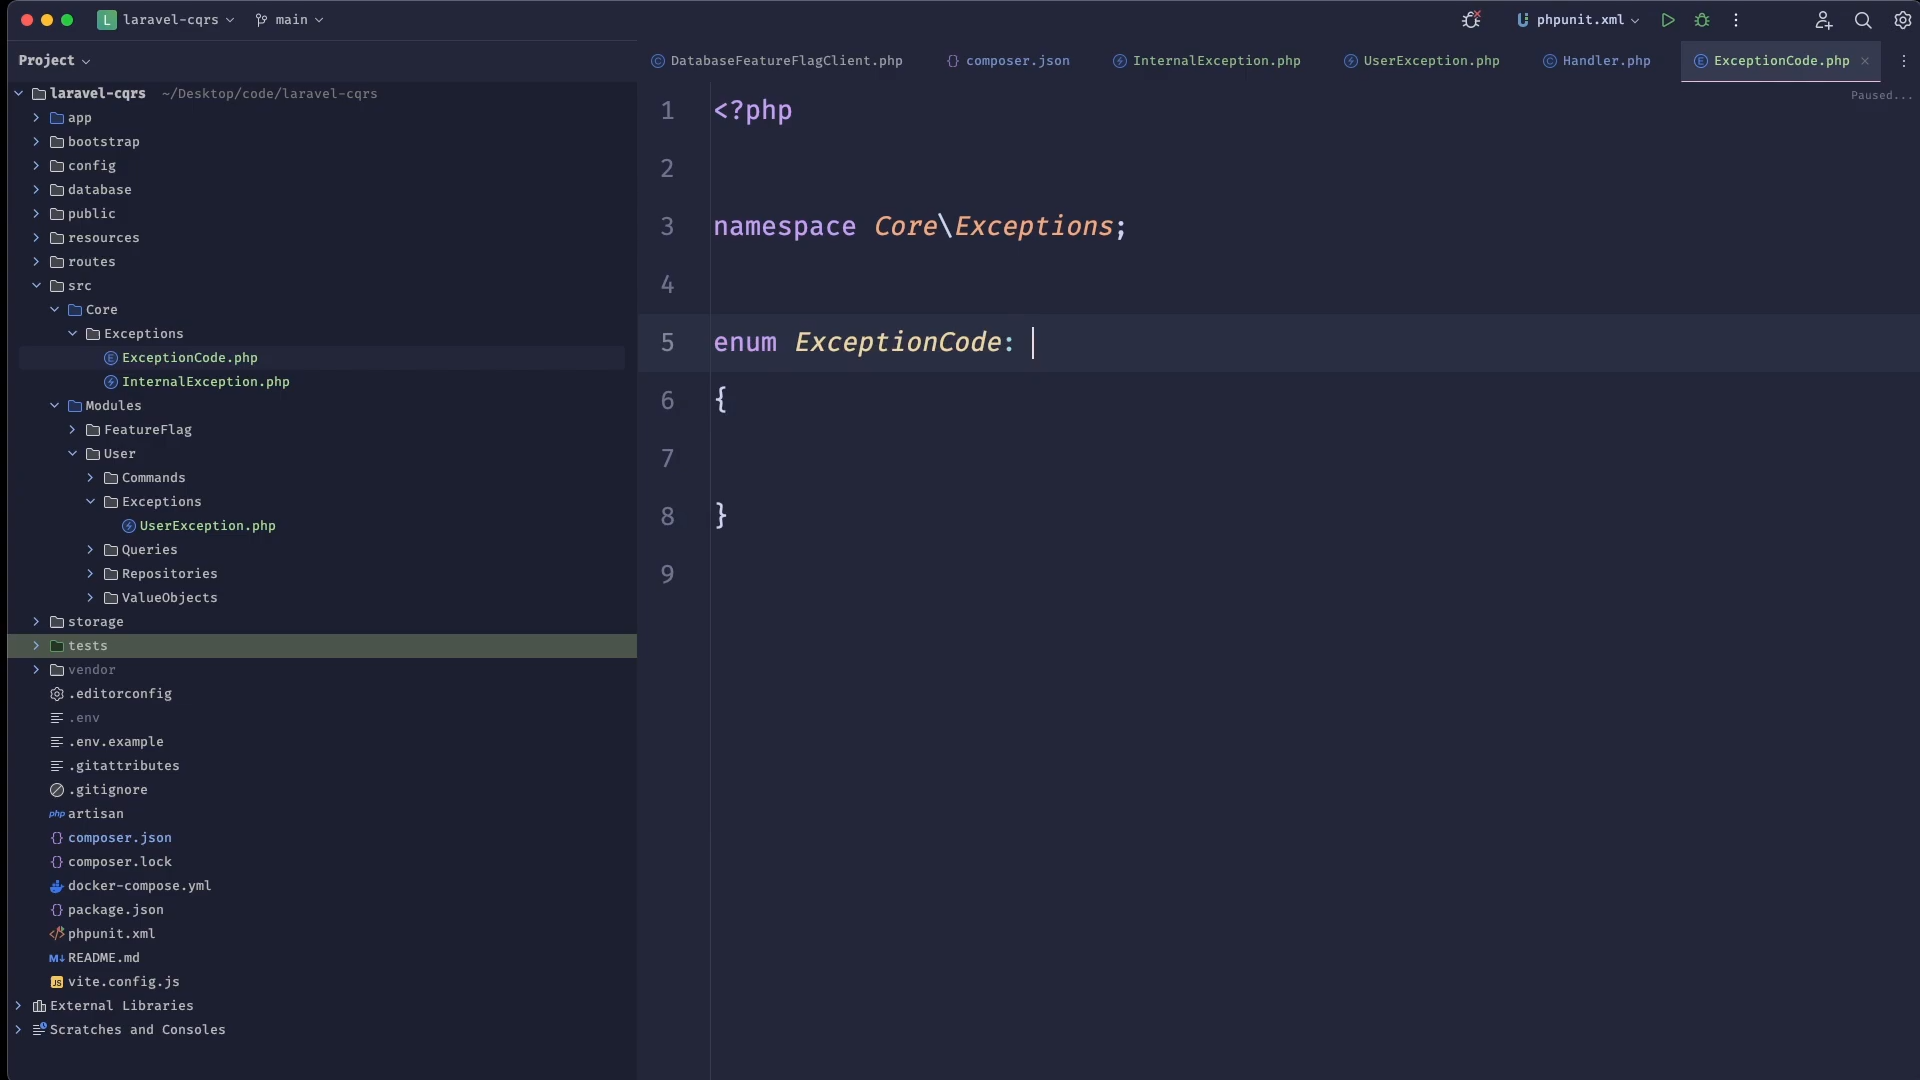 L laravel-cqrs main phpunit.xml
Project
DatabaseFeatureFlagClient.php composer.json InternalException.php UserException.php Handler.php ExceptionCode.php
Paused...
laravel-cqrs ~/Desktop/code/laravel-cqrs
app
bootstrap
config
database
public
resources
routes
src
Core
Exceptions
ExceptionCode.php
InternalException.php
Modules
FeatureFlag
User
Commands
Exceptions
UserException.php
Queries
Repositories
ValueObjects
storage
tests
vendor
.editorconfig
.env
.env.example
.gitattributes
.gitignore
php artisan
composer.json
composer.lock
docker-compose.yml
package.json
phpunit.xml
M↓ README.md
JS vite.config.js
External Libraries
Scratches and Consoles
1 <?php
2
3 namespace Core\Exceptions;
4
5 enum ExceptionCode:
6 {
7
8 }
9